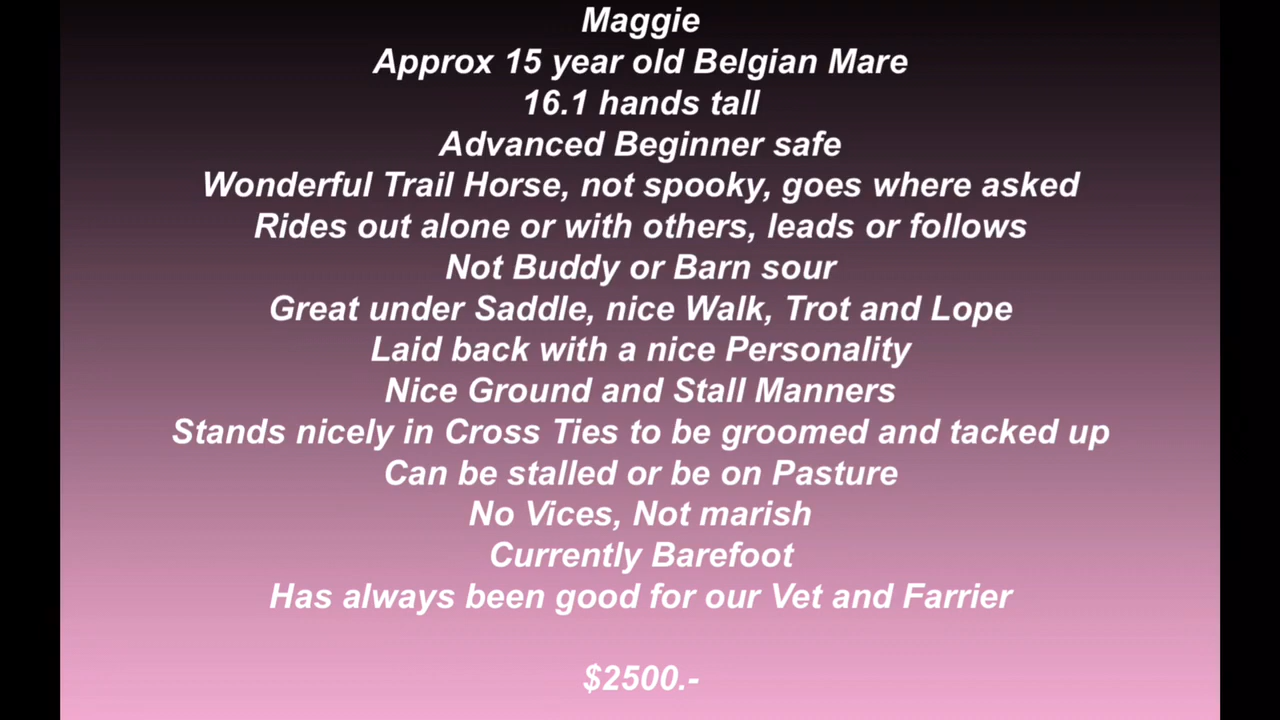 Maggie
Approx 15 year old Belgian Mare
16.1 hands tall
Advanced Beginner safe
Wonderful Trail Horse, not spooky, goes where asked
Rides out alone or with others, leads or follows
Not Buddy or Barn sour
Great under Saddle, nice Walk, Trot and Lope
Laid back with a nice Personality
Nice Ground and Stall Manners
Stands nicely in Cross Ties to be groomed and tacked up
Can be stalled or be on Pasture
No Vices, Not marish
Currently Barefoot
Has always been good for our Vet and Farrier
$2500.-